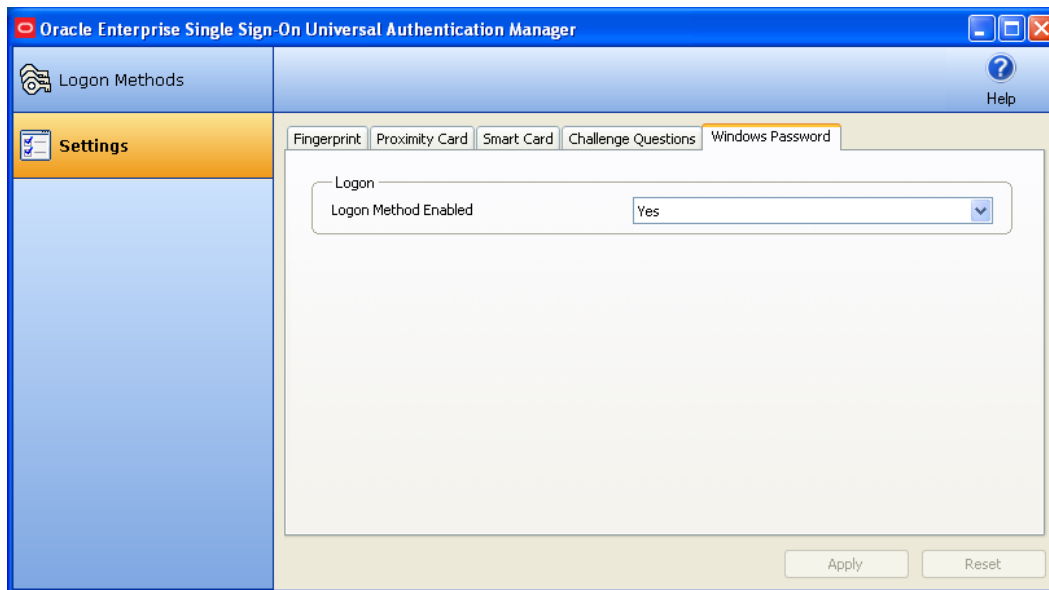 Oracle Enterprise Single Sign-On Universal Authentication Manager
Logon Methods
Help
Settings
Fingerprint Proximity Card Smart Card Challenge Questions Windows Password
Logon
Logon Method Enabled Yes
Apply Reset